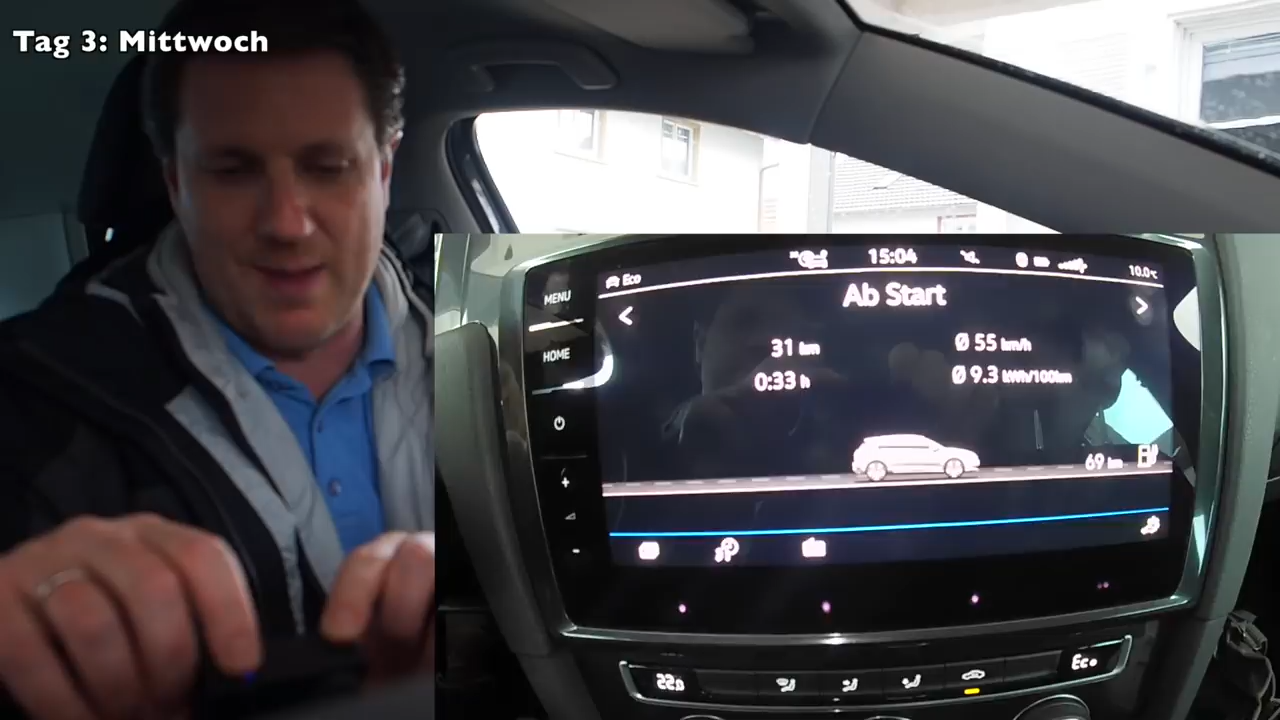 Tag 3: Mittwoch
MENU
HOME
Eco
15:04
10.0°C
Ab Start
31 km
Ø 55 km/h
0:33 h
Ø 9.3 kWh/100km
69 km
22.0
Eco